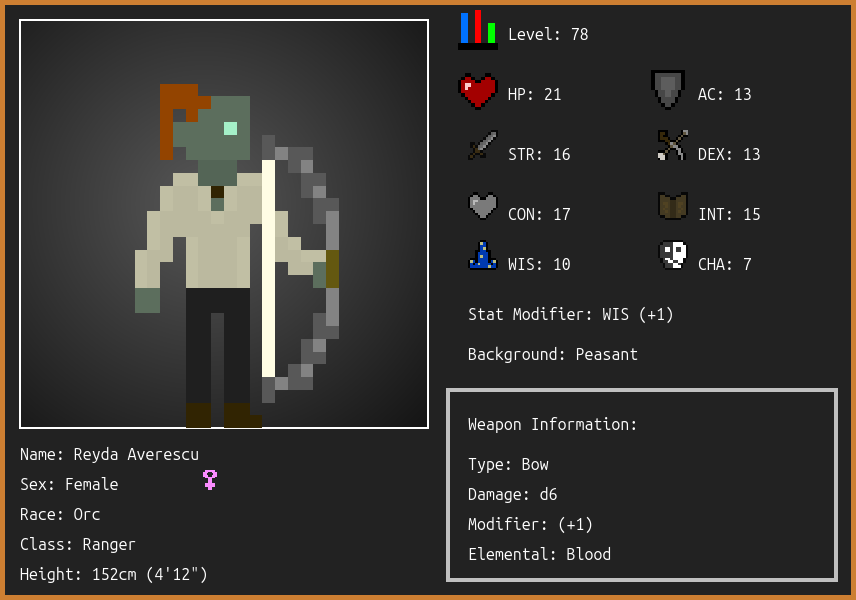 Level: 78
HP: 21
AC: 13
STR: 16
DEX: 13
CON: 17
INT: 15
WIS: 10
CHA: 7
Stat Modifier: WIS (+1)
Background: Peasant
Weapon Information:
Type: Bow
Damage: d6
Modifier: (+1)
Elemental: Blood
Name: Reyda Averescu
Sex: Female
Race: Orc
Class: Ranger
Height: 152cm (4'12")